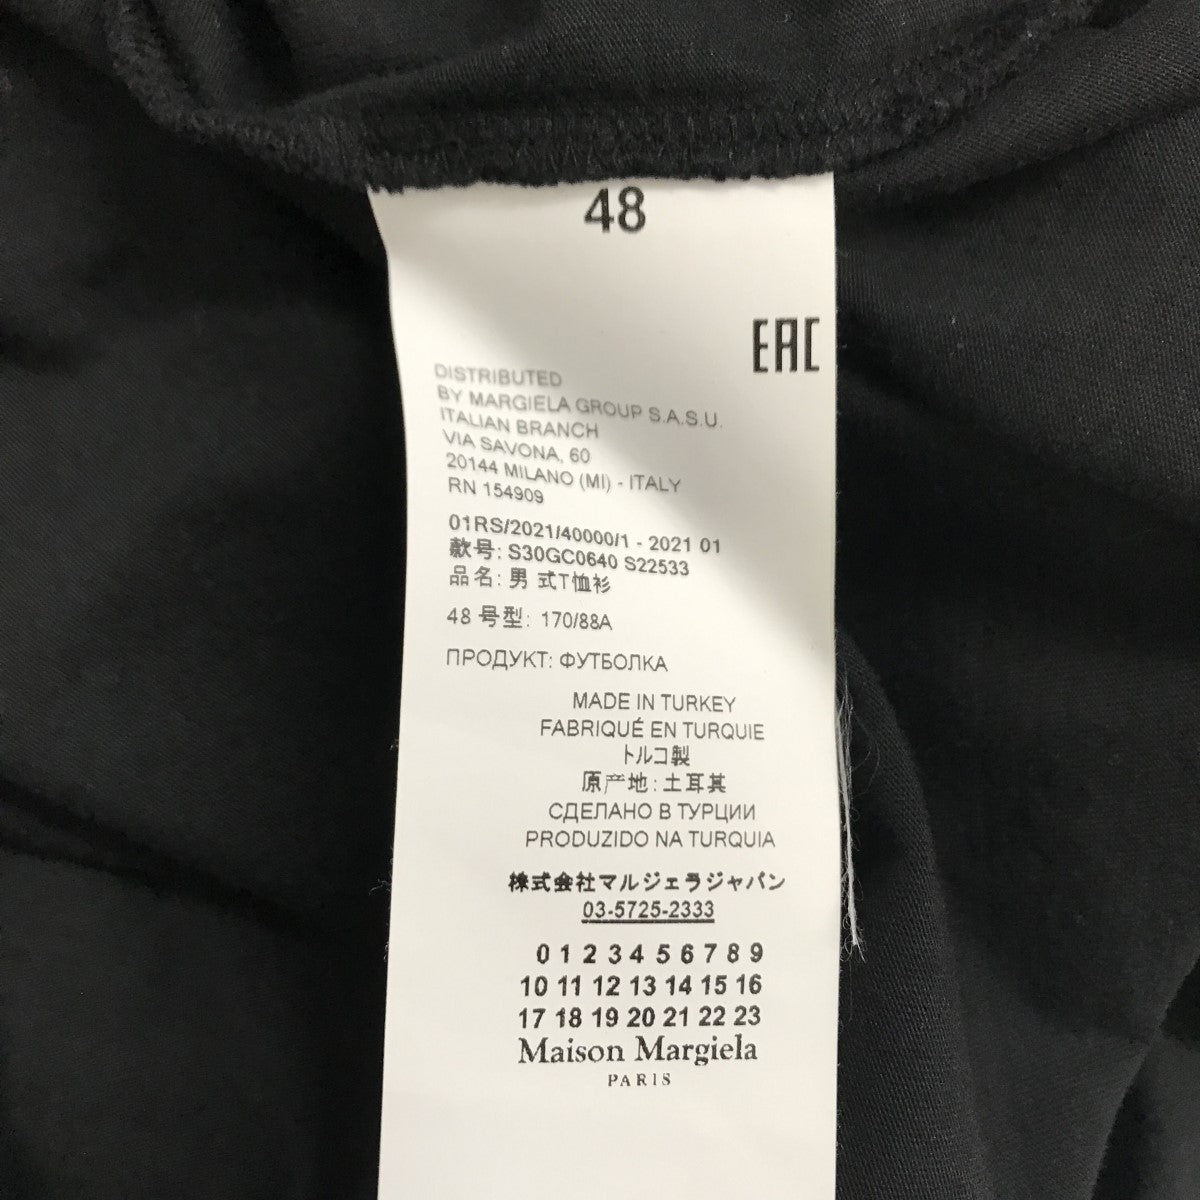 48
EAC
DISTRIBUTED
BY MARGIELA GROUP S.A.S.U.
ITALIAN BRANCH
VIA SAVONA, 60
20144 MILANO (MI) - ITALY
RN 154909
01RS/2021/40000/1 - 2021 01
款号: S30GC0640 S22533
品名: 男 式T恤衫
48 号型: 170/88A
ПРОДУКТ: ФУТБОЛКА
MADE IN TURKEY
FABRIQUÉ EN TURQUIE
トルコ製
原产地: 土耳其
СДЕЛАНО В ТУРЦИИ
PRODUZIDO NA TURQUIA
株式会社マルジェラジャパン
03-5725-2333
0 1 2 3 4 5 6 7 8 9
10 11 12 13 14 15 16
17 18 19 20 21 22 23
Maison Margiela
PARIS